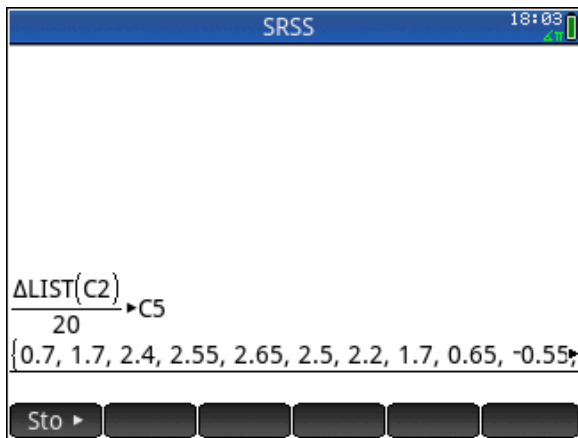 SRSS
18:03
∡π
ΔLIST(C2)
20
▶C5
{0.7, 1.7, 2.4, 2.55, 2.65, 2.5, 2.2, 1.7, 0.65, -0.55,
Sto ▶